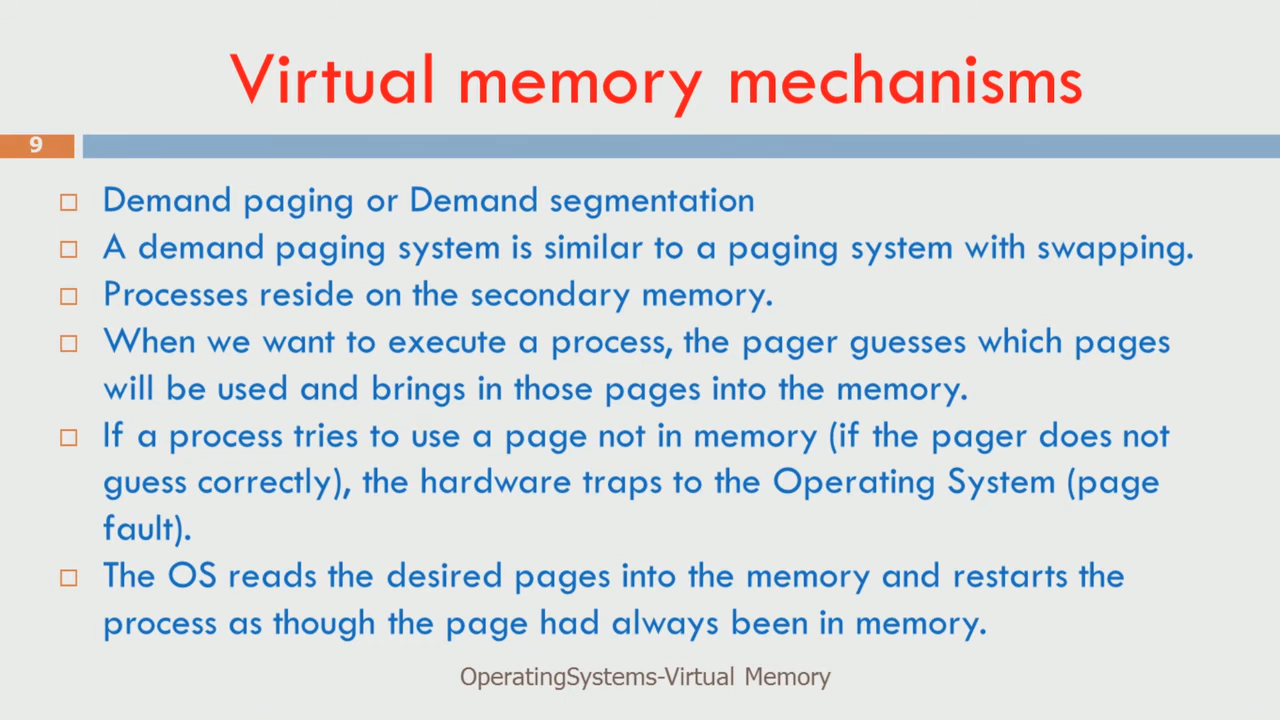 Virtual memory mechanisms
9
Demand paging or Demand segmentation
A demand paging system is similar to a paging system with swapping.
Processes reside on the secondary memory.
When we want to execute a process, the pager guesses which pages
will be used and brings in those pages into the memory.
If a process tries to use a page not in memory (if the pager does not
guess correctly), the hardware traps to the Operating System (page
fault).
The OS reads the desired pages into the memory and restarts the
process as though the page had always been in memory.
OperatingSystems-Virtual Memory